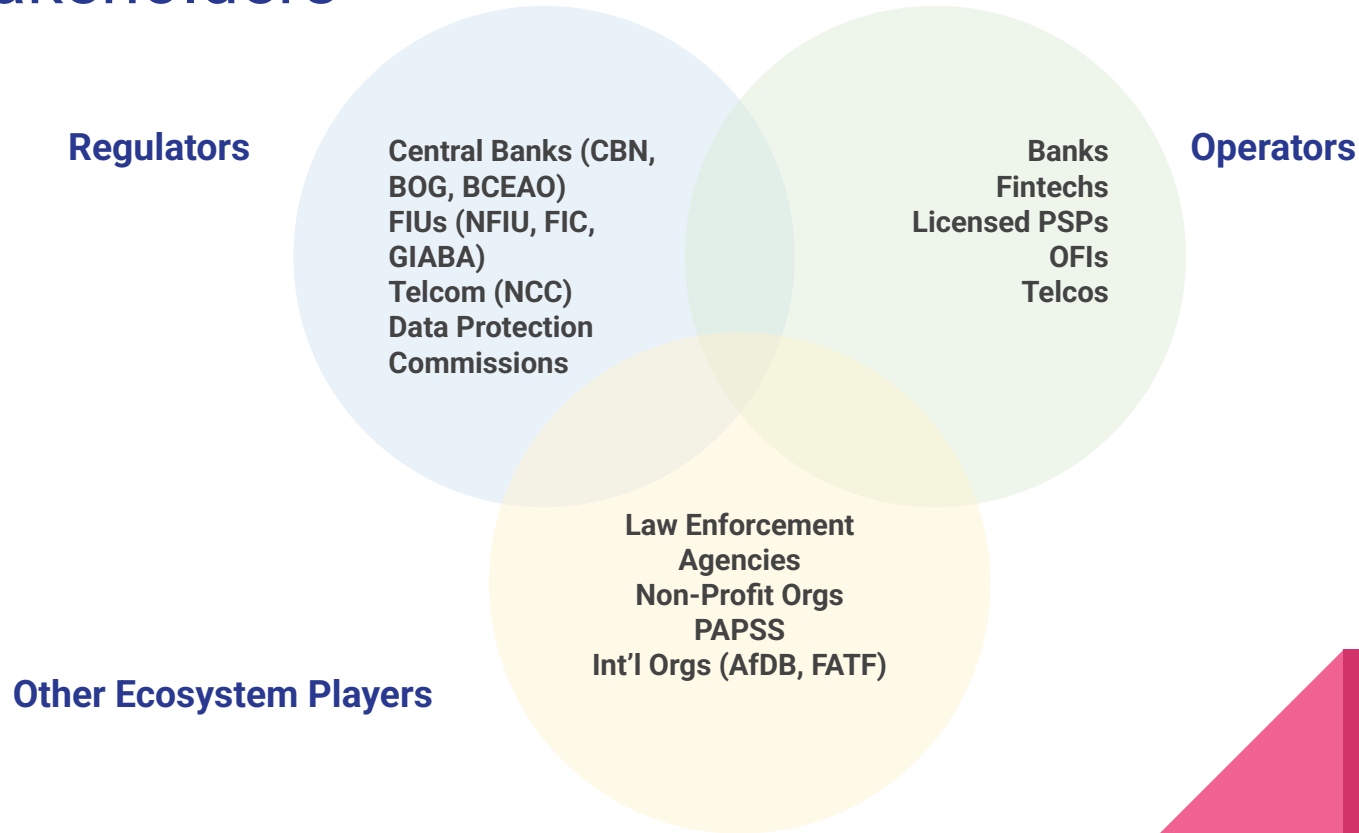 Regulators
Central Banks (CBN,
BOG, BCEAO)
FIUs (NFIU, FIC,
GIABA)
Telcom (NCC)
Data Protection
Commissions
Banks
Fintechs
Licensed PSPs
OFIs
Telcos
Operators
Law Enforcement
Agencies
Non-Profit Orgs
PAPSS
Int’l Orgs (AfDB, FATF)
Other Ecosystem Players